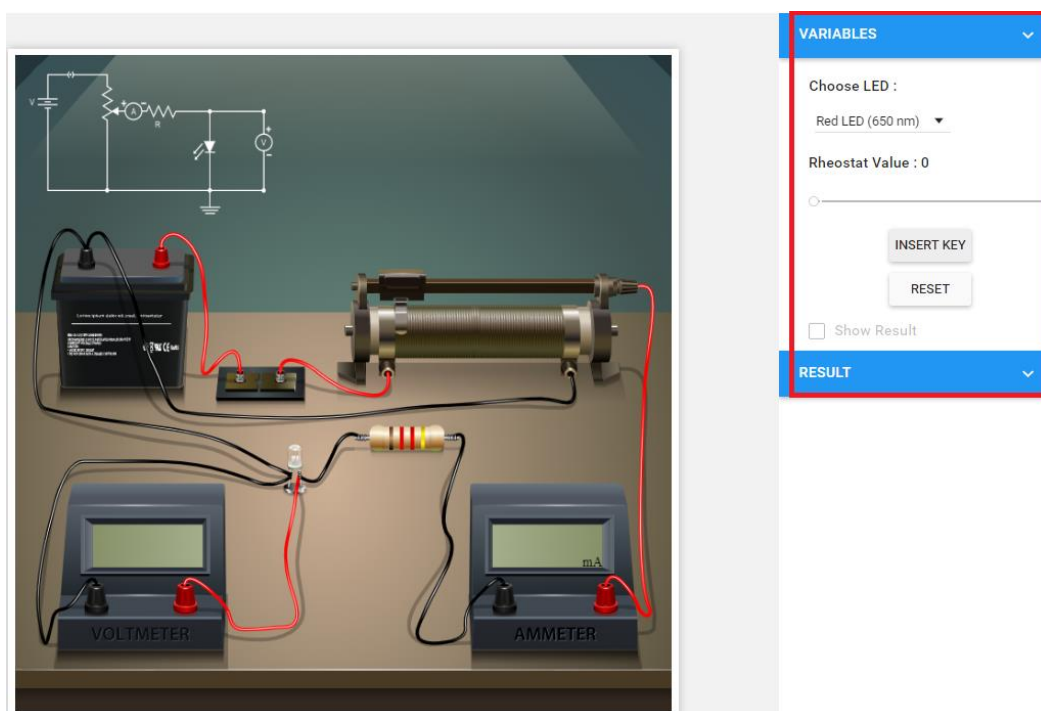 VARIABLES
Choose LED :
Red LED (650 nm)
Rheostat Value : 0
INSERT KEY
RESET
Show Result
RESULT
V
A
R
V
mA
VOLTMETER
AMMETER